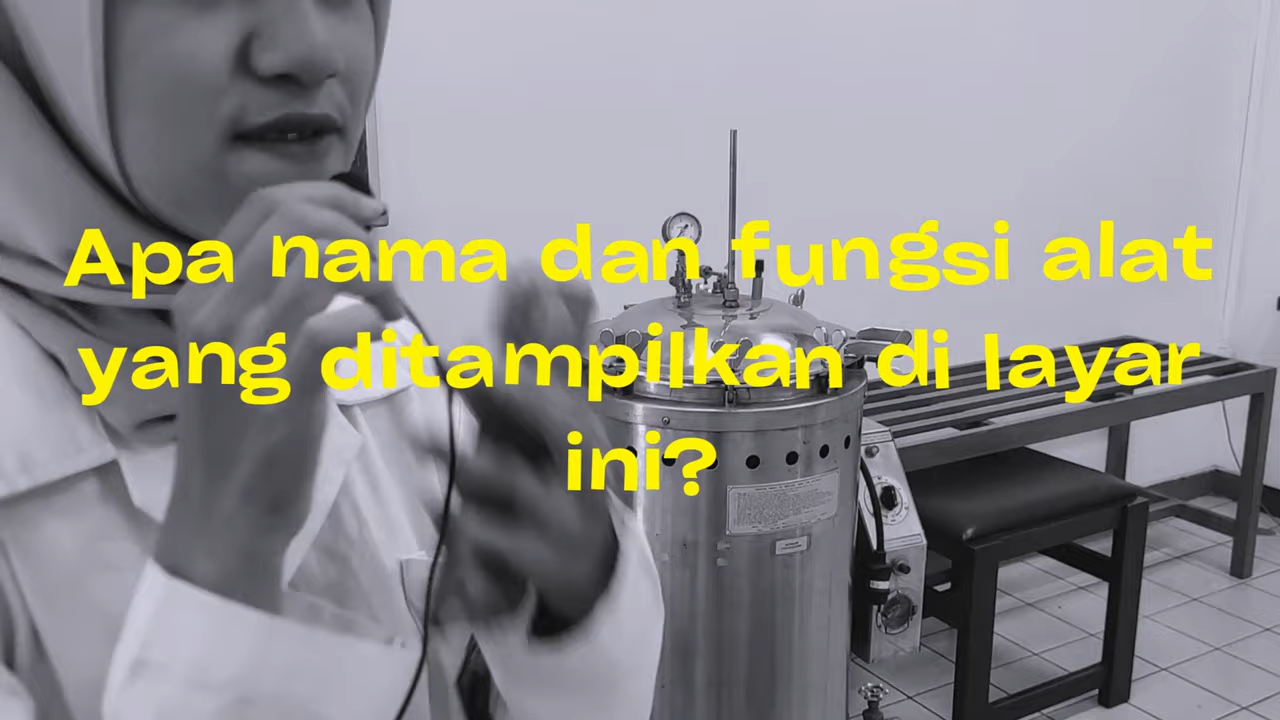 Apa nama dan fungsi alat
yang ditampilkan di layar
ini?